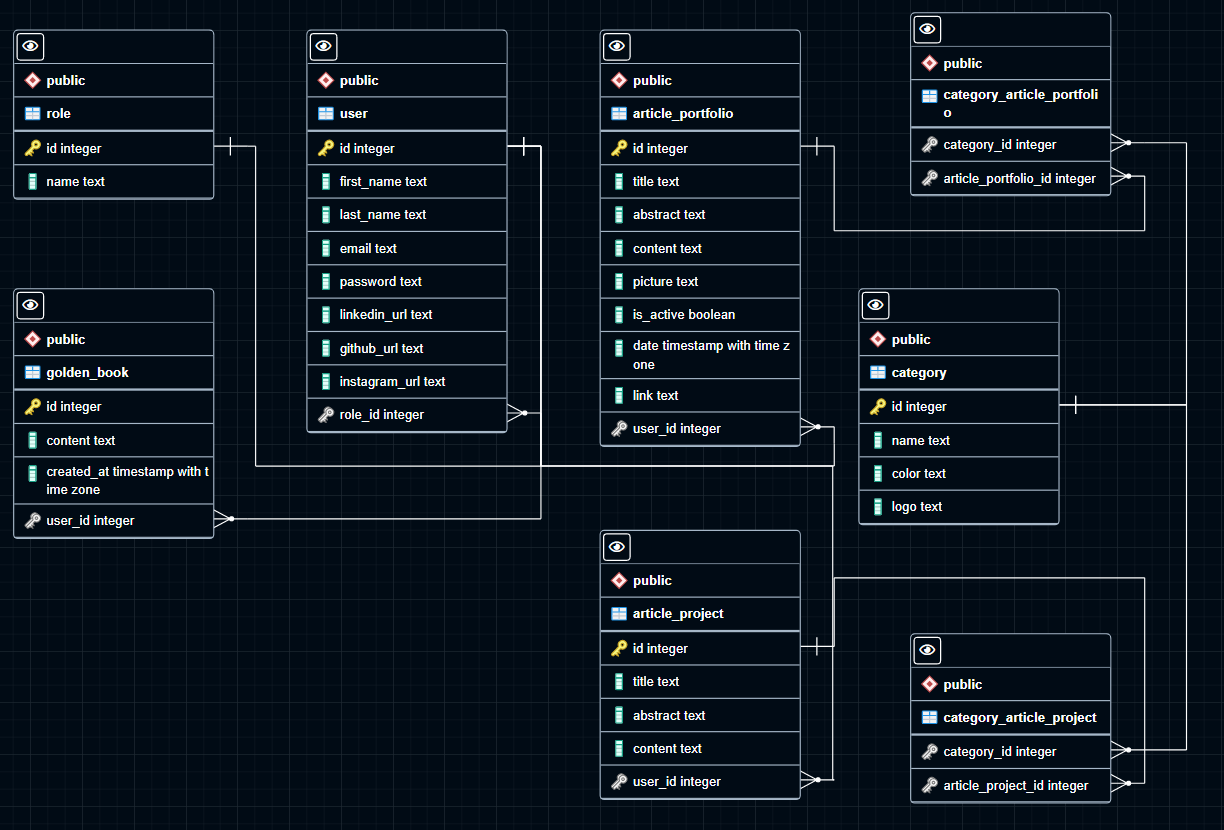 public
role
id integer
name text
public
user
id integer
first_name text
last_name text
email text
password text
linkedin_url text
github_url text
instagram_url text
role_id integer
public
article_portfolio
id integer
title text
abstract text
content text
picture text
is_active boolean
date timestamp with time z
one
link text
user_id integer
public
category_article_portfoli
o
category_id integer
article_portfolio_id integer
public
golden_book
id integer
content text
created_at timestamp with t
ime zone
user_id integer
public
category
id integer
name text
color text
logo text
public
article_project
id integer
title text
abstract text
content text
user_id integer
public
category_article_project
category_id integer
article_project_id integer